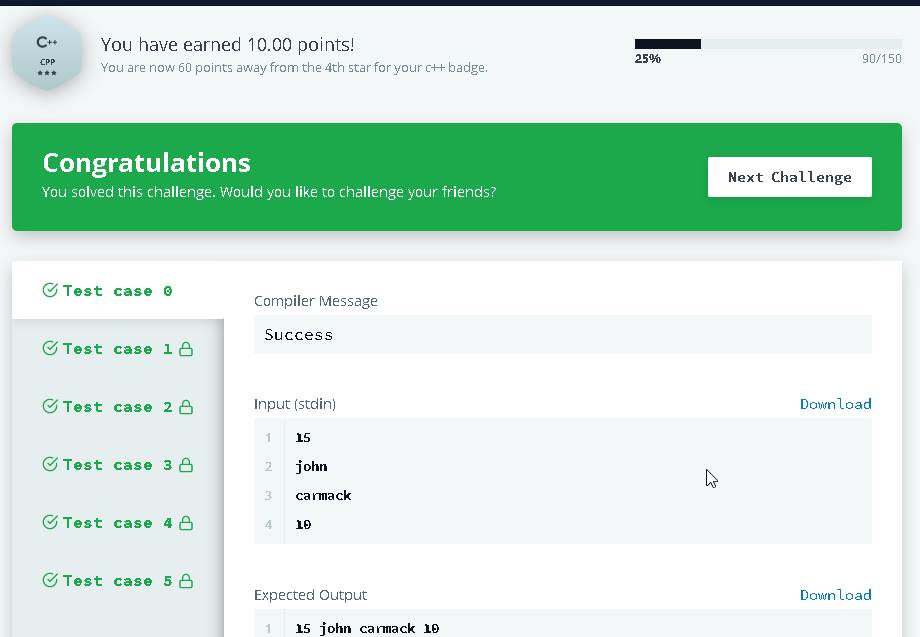 C++
CPP
★★★
You have earned 10.00 points!
You are now 60 points away from the 4th star for your c++ badge.
25%
90/150
Congratulations
You solved this challenge. Would you like to challenge your friends?
Next Challenge
Test case 0
Test case 1
Test case 2
Test case 3
Test case 4
Test case 5
Compiler Message
Success
Input (stdin)
Download
1 15
2 john
3 carmack
4 10
Expected Output
Download
1 15 john carmack 10